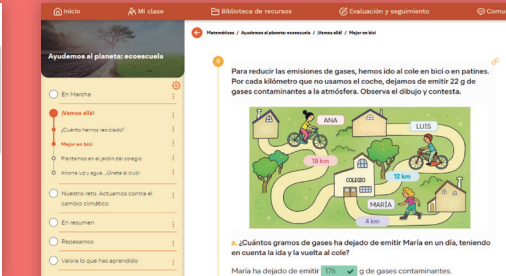 Inicio
Mi clase
Biblioteca de recursos
Evaluación y seguimiento
Comu
Matemáticas / Ayudemos al planeta: ecoescuela / ¡Vamos allá! / Mejor en bici
Ayudemos al planeta: ecoescuela
En Marcha
¡Vamos allá!
¿Cuánto hemos reciclado?
Mejor en bici
Plantamos en el jardín del colegio
Ahorra luz y agua. ¡Únete al club!
Nuestro reto. Actuamos contra el
cambio climático.
En resumen
Repasamos
Valora lo que has aprendido
Para reducir las emisiones de gases, hemos ido al cole en bici o en patines.
Por cada kilómetro que no usamos el coche, dejamos de emitir 22 g de
gases contaminantes a la atmósfera. Observa el dibujo y contesta.
ANA
LUIS
18 km
COLEGIO
12 km
MARÍA
4 km
a. ¿Cuántos gramos de gases ha dejado de emitir María en un día, teniendo
en cuenta la ida y la vuelta al cole?
María ha dejado de emitir 176 g de gases contaminantes.